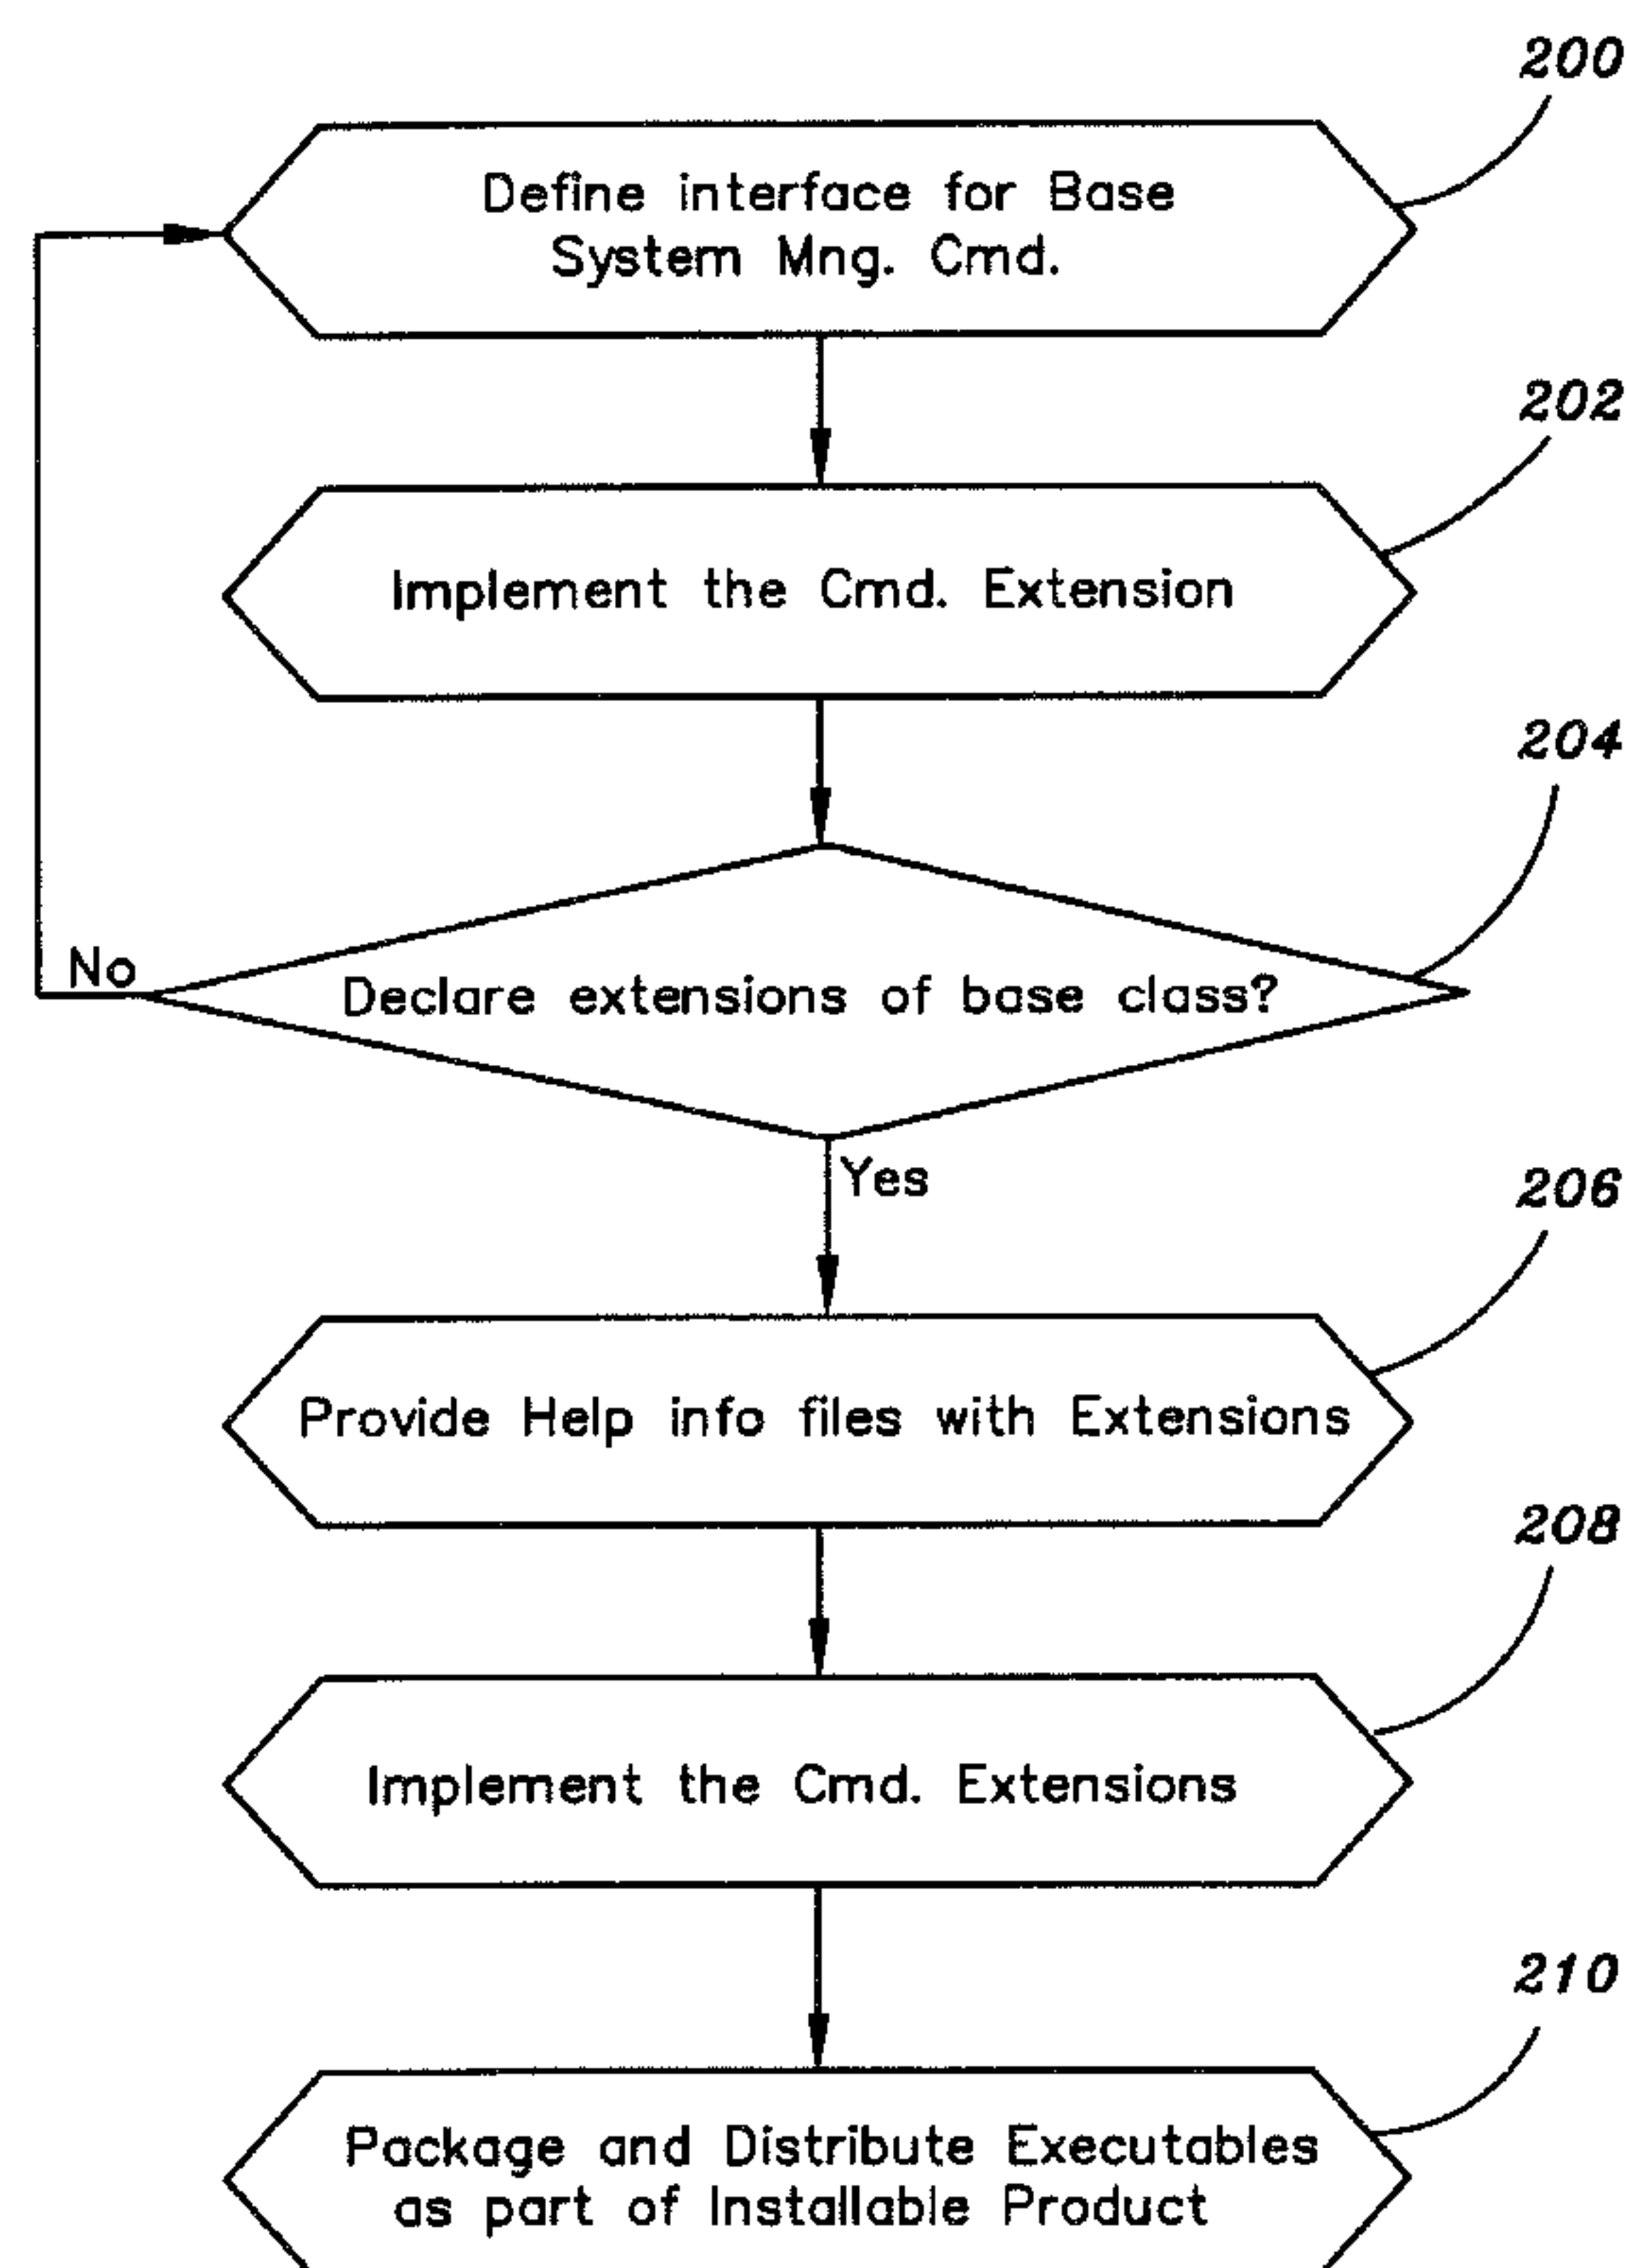 200
Define interface for Base
System Mng. Cmd.
202
Implement the Cmd. Extension
204
No
Declare extensions of base class?
Yes
206
Provide Help info files with Extensions
208
Implement the Cmd. Extensions
210
Package and Distribute Executables
as part of Installable Product